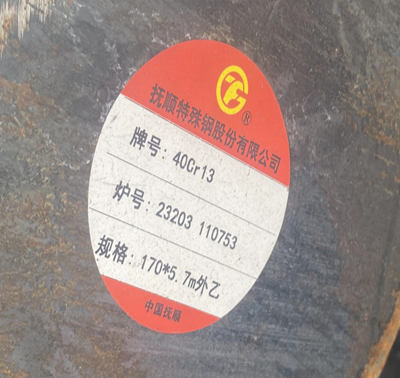 ®
抚顺特殊钢股份有限公司
牌号: 40Cr13
炉号: 23203 110753
规格: 170*5.7m外乙
中国抚顺